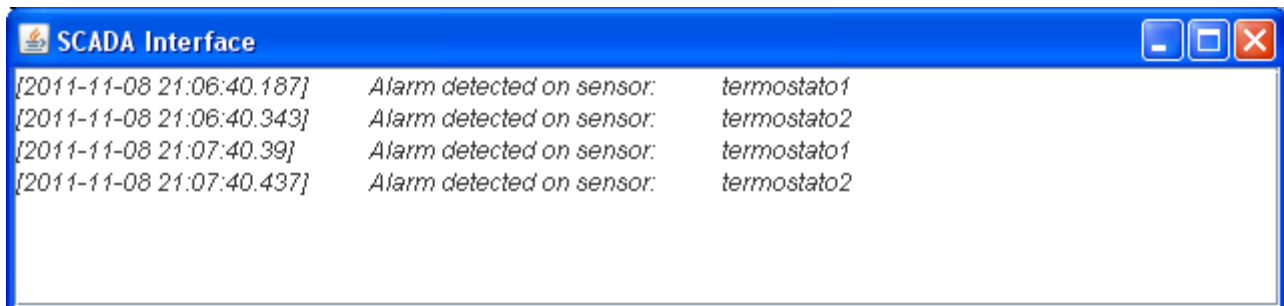 SCADA Interface
[2011-11-08 21:06:40.187] Alarm detected on sensor: termostato1
[2011-11-08 21:06:40.343] Alarm detected on sensor: termostato2
[2011-11-08 21:07:40.39] Alarm detected on sensor: termostato1
[2011-11-08 21:07:40.437] Alarm detected on sensor: termostato2